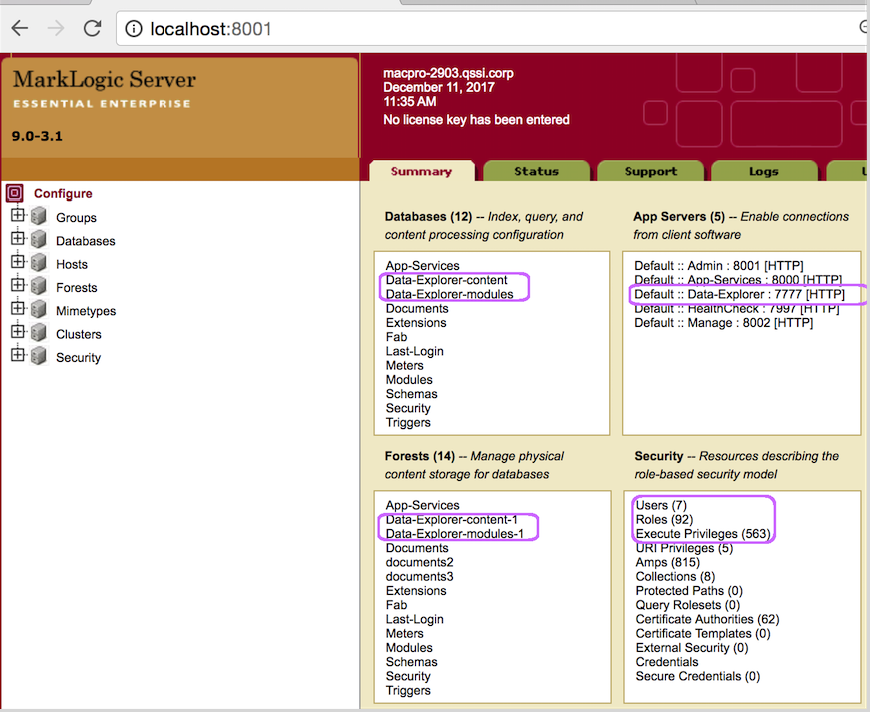 localhost:8001
MarkLogic Server
ESSENTIAL ENTERPRISE
9.0-3.1
macpro-2903.qssi.corp
December 11, 2017
11:35 AM
No license key has been entered
Summary
Status
Support
Logs
Configure
Groups
Databases
Hosts
Forests
Mimetypes
Clusters
Security
Databases (12) -- Index, query, and
content processing configuration
App-Services
Data-Explorer-content
Data-Explorer-modules
Documents
Extensions
Fab
Last-Login
Meters
Modules
Schemas
Security
Triggers
App Servers (5) -- Enable connections
from client software
Default :: Admin : 8001 [HTTP]
Default :: App-Services : 8000 [HTTP]
Default :: Data-Explorer : 7777 [HTTP]
Default :: HealthCheck : 7997 [HTTP]
Default :: Manage : 8002 [HTTP]
Forests (14) -- Manage physical
content storage for databases
App-Services
Data-Explorer-content-1
Data-Explorer-modules-1
Documents
documents2
documents3
Extensions
Fab
Last-Login
Meters
Modules
Schemas
Security
Triggers
Security -- Resources describing the
role-based security model
Users (7)
Roles (92)
Execute Privileges (563)
URI Privileges (5)
Amps (815)
Collections (8)
Protected Paths (0)
Query Rolesets (0)
Certificate Authorities (62)
Certificate Templates (0)
External Security (0)
Credentials
Secure Credentials (0)